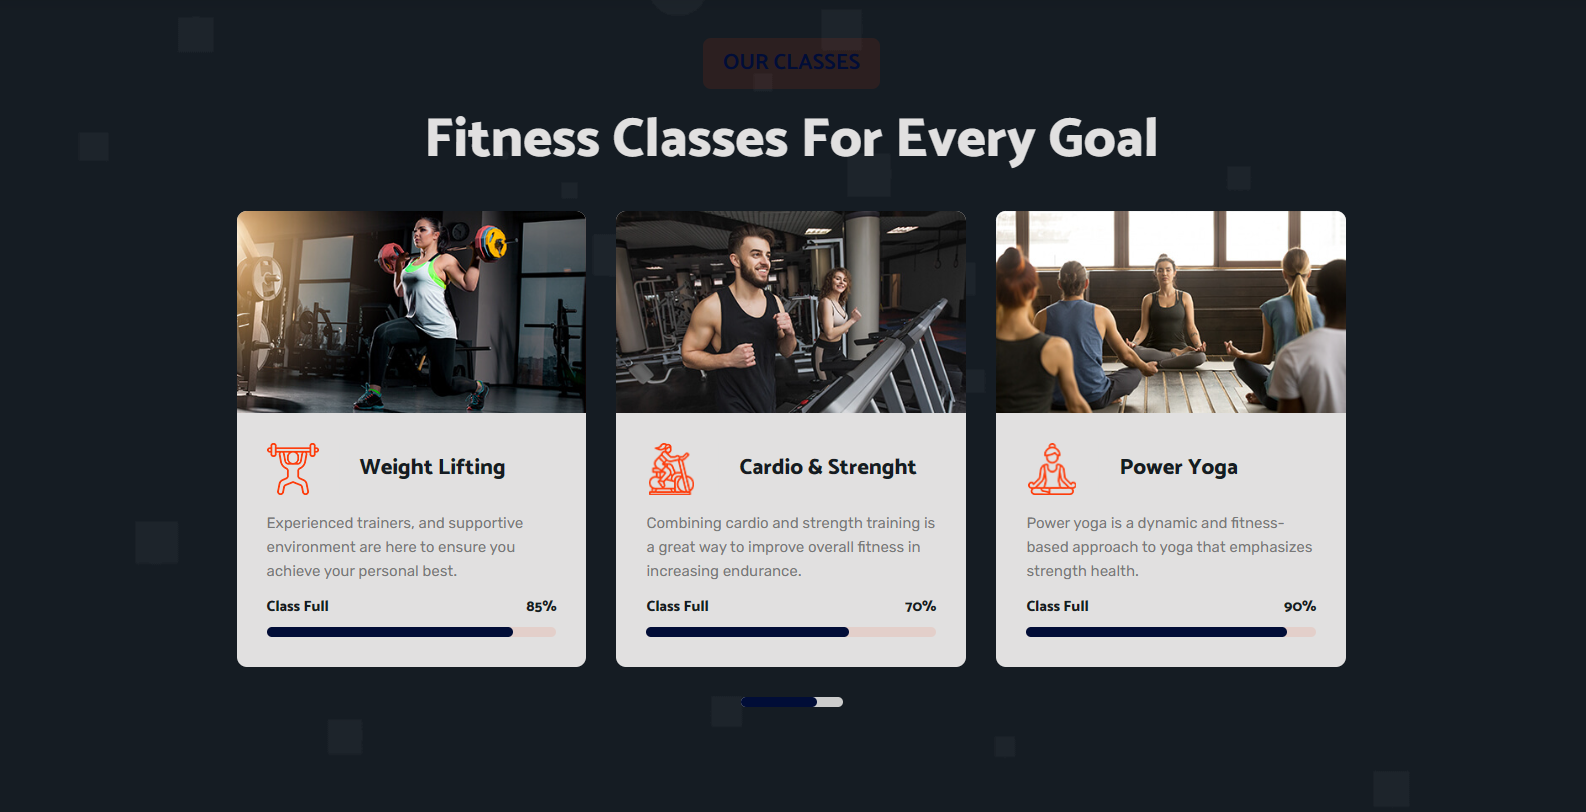 OUR CLASSES
Fitness Classes For Every Goal
Weight Lifting
Experienced trainers, and supportive
environment are here to ensure you
achieve your personal best.
Class Full 85%
Cardio & Strenght
Combining cardio and strength training is
a great way to improve overall fitness in
increasing endurance.
Class Full 70%
Power Yoga
Power yoga is a dynamic and fitness-
based approach to yoga that emphasizes
strength health.
Class Full 90%